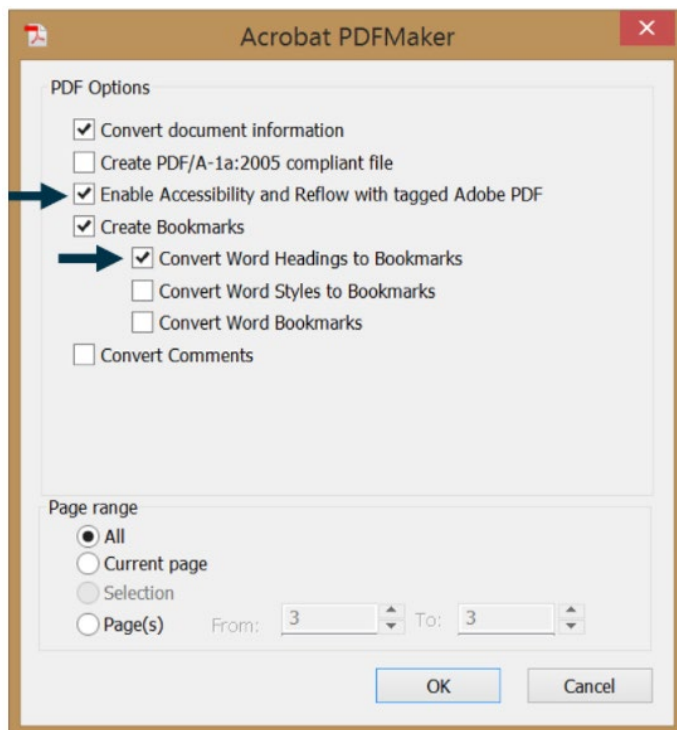 Acrobat PDFMaker
PDF Options
Convert document information
Create PDF/A-1a:2005 compliant file
Enable Accessibility and Reflow with tagged Adobe PDF
Create Bookmarks
Convert Word Headings to Bookmarks
Convert Word Styles to Bookmarks
Convert Word Bookmarks
Convert Comments
Page range
All
Current page
Selection
Page(s) From: 3 To: 3
OK Cancel